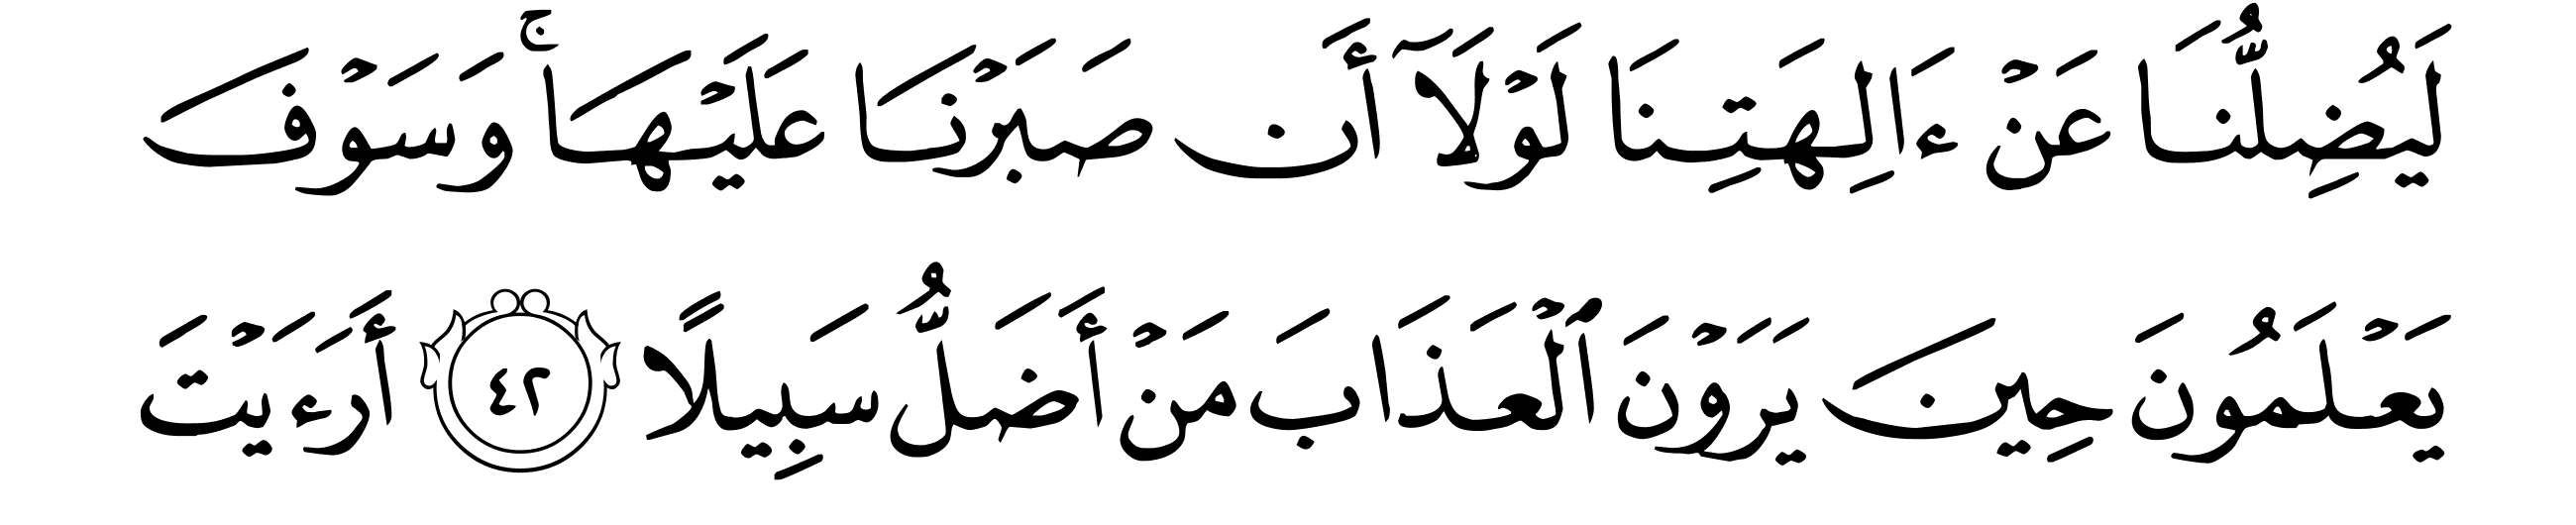 لَيُضِلُّنَا عَنْ ءَالِهَتِنَا لَوْلَآ أَن صَبَرْنَا عَلَيْهَا ۚ وَسَوْفَ
يَعْلَمُونَ حِينَ يَرَوْنَ ٱلْعَذَابَ مَنْ أَضَلُّ سَبِيلًا ٤٢ أَرَءَيْتَ